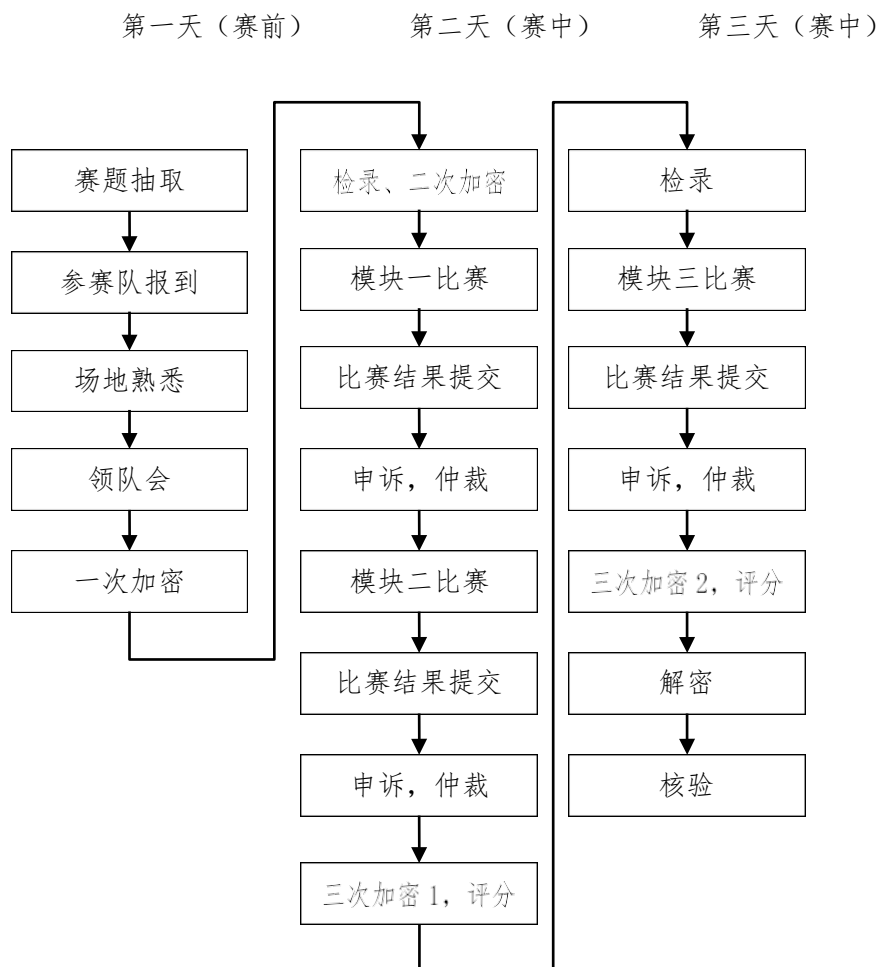 第一天（赛前）
第二天（赛中）
第三天（赛中）
赛题抽取
参赛队报到
场地熟悉
领队会
一次加密
检录、二次加密
模块一比赛
比赛结果提交
申诉，仲裁
模块二比赛
比赛结果提交
申诉，仲裁
三次加密1，评分
检录
模块三比赛
比赛结果提交
申诉，仲裁
三次加密2，评分
解密
核验